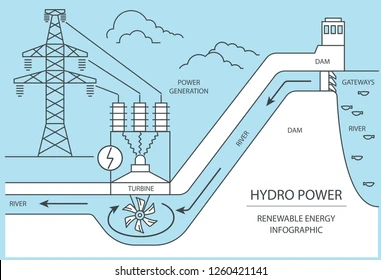 DAM
POWER
GENERATION
GATEWAYS
RIVER
RIVER
DAM
TURBINE
HYDRO POWER
RIVER
RENEWABLE ENERGY
INFOGRAPHIC
shutterstock.com · 1260421141